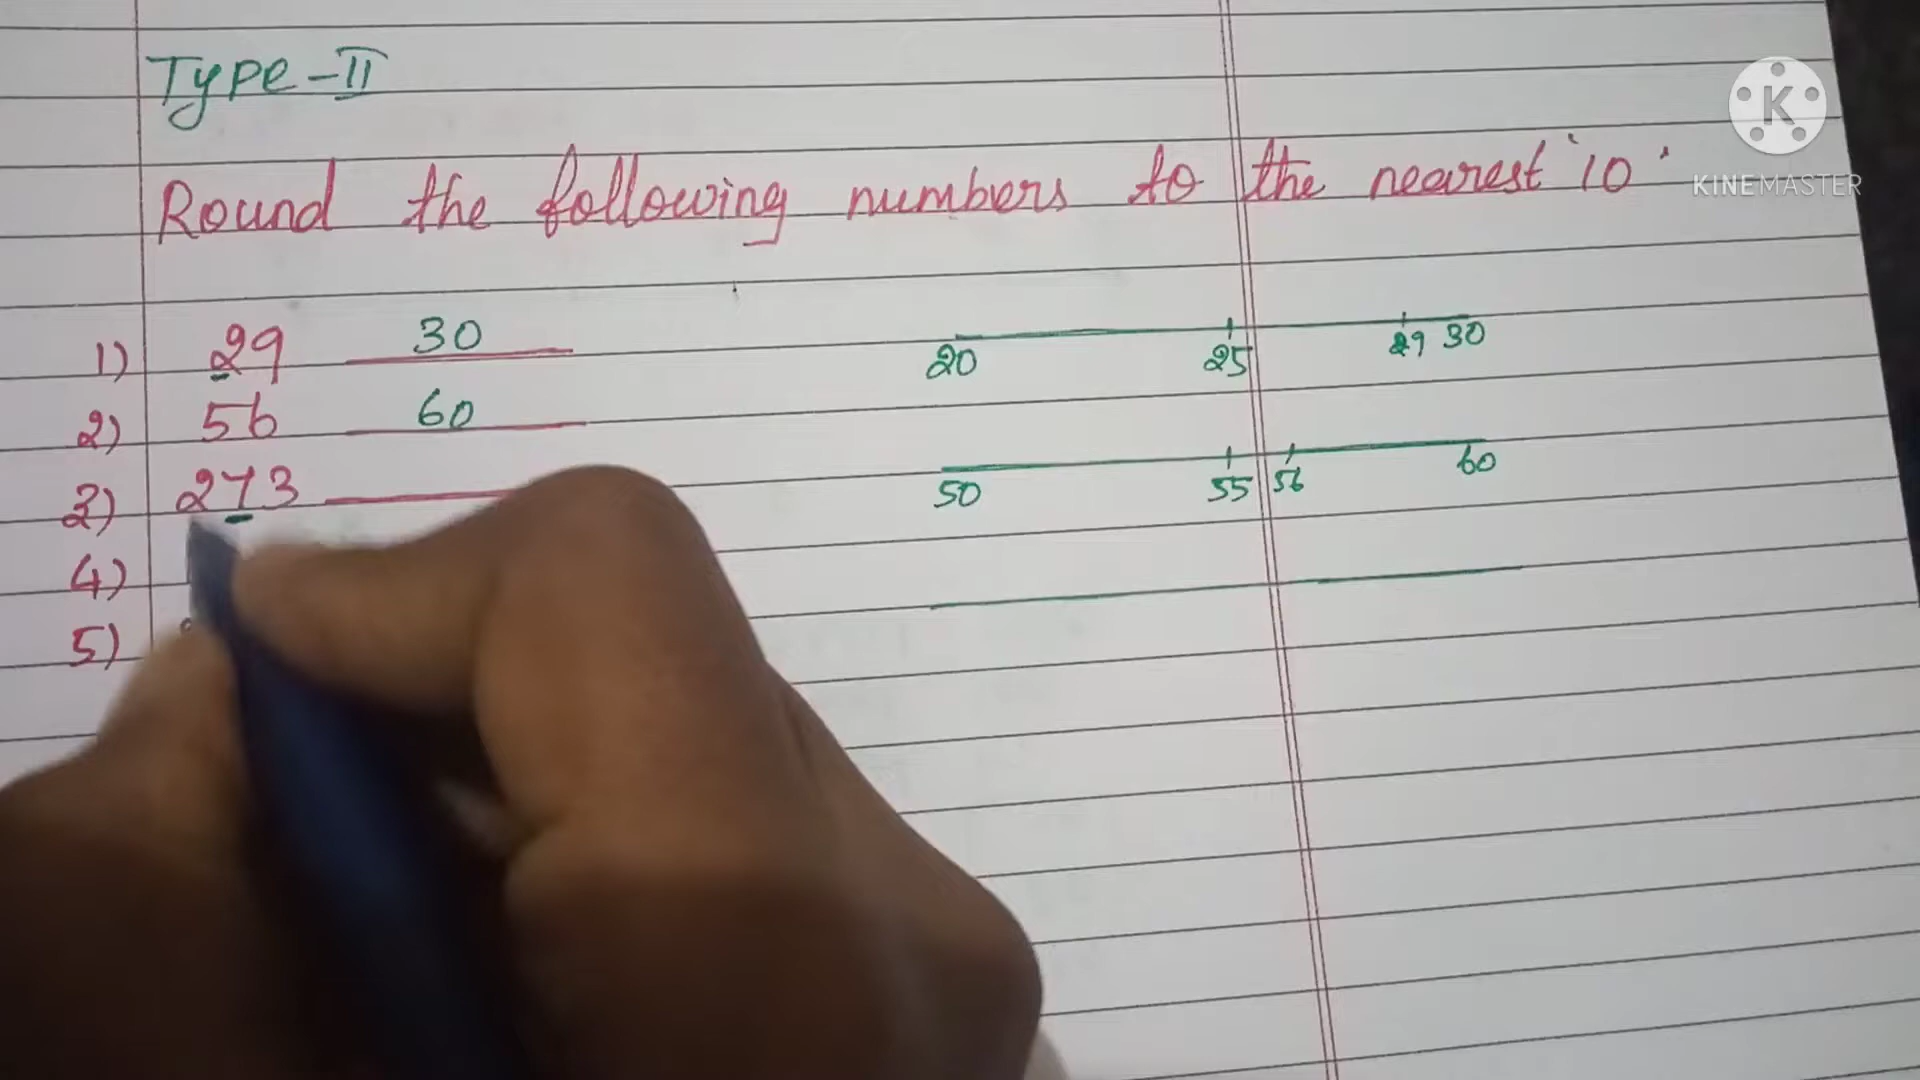 Type-II
Round the following numbers to the nearest '10'
KINEMASTER
1) 29 30
20 25 29 30
2) 56 60
50 55 56 60
3) 273
4)
5)